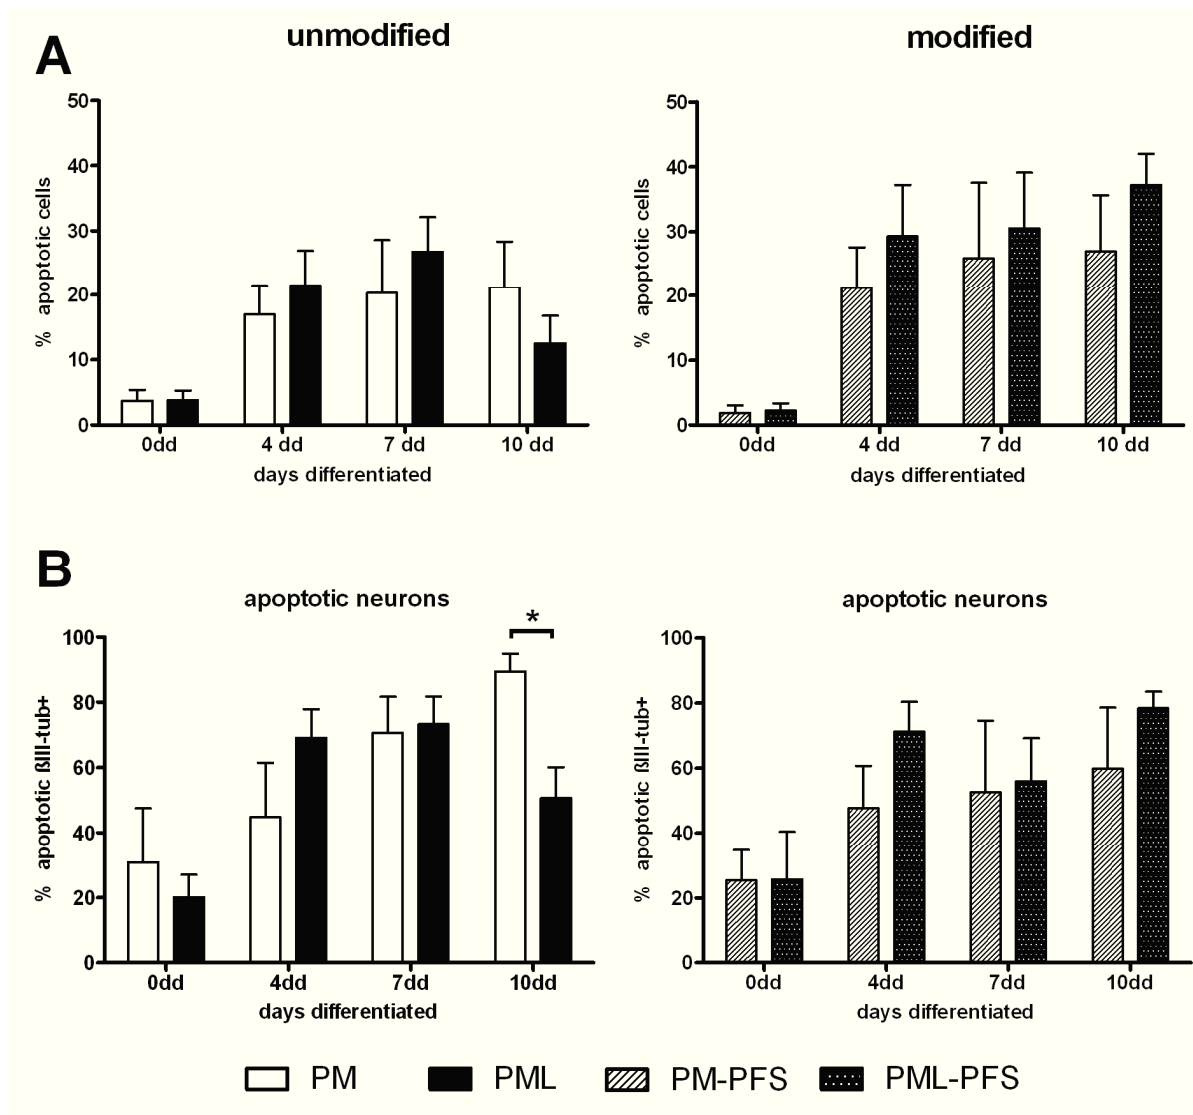 A
unmodified
modified
% apoptotic cells
50
40
30
20
10
0
0dd 4 dd 7 dd 10 dd
days differentiated
% apoptotic cells
50
40
30
20
10
0
0dd 4 dd 7 dd 10 dd
days differentiated
B
apoptotic neurons
% apoptotic ßIII-tub+
100
80
60
40
20
0
*
0dd 4dd 7dd 10dd
days differentiated
apoptotic neurons
% apoptotic ßIII-tub+
100
80
60
40
20
0
0dd 4dd 7dd 10dd
days differentiated
PM PML PM-PFS PML-PFS